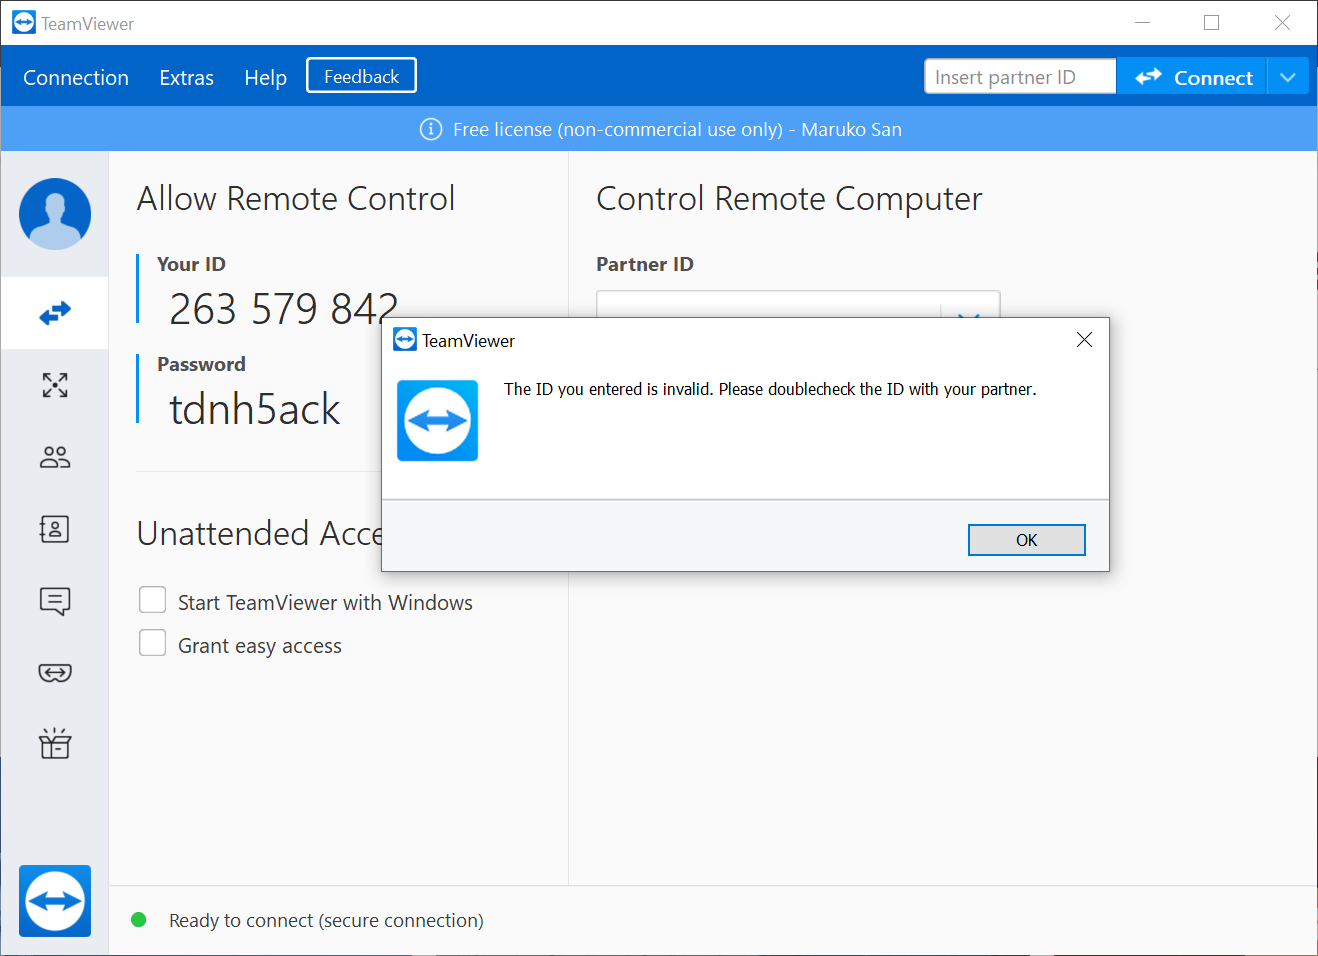 TeamViewer
Connection Extras Help Feedback Insert partner ID Connect
Free license (non-commercial use only) - Maruko San
Allow Remote Control
Your ID
263 579 842
Password
tdnh5ack
Unattended Acce
Start TeamViewer with Windows
Grant easy access
Control Remote Computer
Partner ID
TeamViewer
The ID you entered is invalid. Please doublecheck the ID with your partner.
OK
Ready to connect (secure connection)